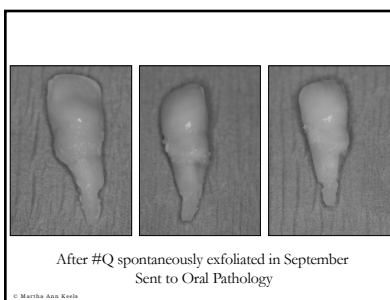 After #Q spontaneously exfoliated in September
Sent to Oral Pathology
© Martha Ann Keels